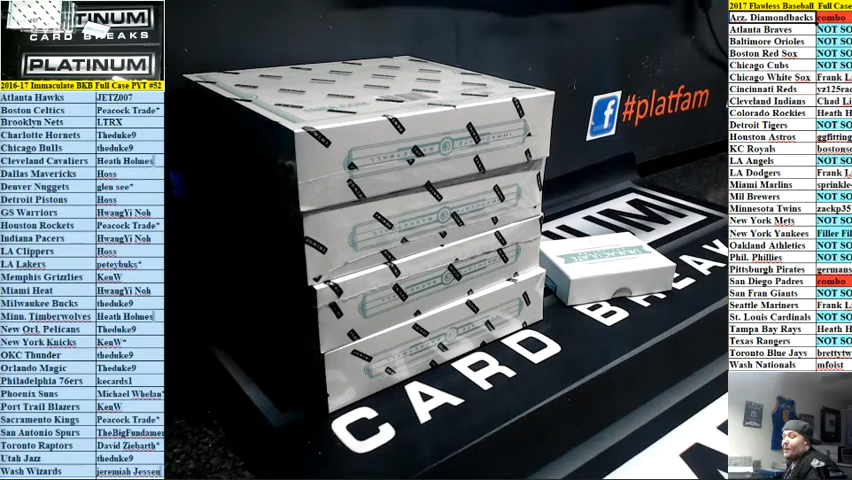 PLATINUM
CARD BREAKS
PLATINUM
2016-17 Immaculate BKB Full Case PYT #52
Atlanta Hawks JETZ007
Boston Celtics Peacock Trade*
Brooklyn Nets LTRX
Charlotte Hornets Theduke9
Chicago Bulls theduke9
Cleveland Cavaliers Heath Holmes
Dallas Mavericks Hoss
Denver Nuggets glen see*
Detroit Pistons Hoss
GS Warriors HwangYi Noh
Houston Rockets Peacock Trade*
Indiana Pacers HwangYi Noh
LA Clippers Hoss
LA Lakers peteybuks*
Memphis Grizzlies KenW
Miami Heat HwangYi Noh
Milwaukee Bucks theduke9
Minn. Timberwolves Heath Holmes
New Orl. Pelicans Theduke9
New York Knicks KenW*
OKC Thunder theduke9
Orlando Magic Theduke9
Philadelphia 76ers kecards1
Phoenix Suns Michael Whelan*
Port Trail Blazers KenW
Sacramento Kings Peacock Trade*
San Antonio Spurs TheBigFundamen
Toronto Raptors David Ziebarth*
Utah Jazz theduke9
Wash Wizards jeremiah Jessen
f #platfam
IMMACULATE
NUM
CARD BREAK
2017 Flawless Baseball Full Case
Arz. Diamondbacks combo
Atlanta Braves NOT SO
Baltimore Orioles NOT SO
Boston Red Sox NOT SO
Chicago Cubs NOT SO
Chicago White Sox Frank L
Cincinnati Reds yz125rac
Cleveland Indians Chad Li
Colorado Rockies Heath H
Detroit Tigers NOT SO
Houston Astros ggfitting
KC Royals bostonse
LA Angels NOT SO
LA Dodgers Frank L
Miami Marlins sprinkle
Mil Brewers NOT SO
Minnesota Twins zackp35
New York Mets NOT SO
New York Yankees Filler Fil
Oakland Athletics NOT SO
Phil. Phillies NOT SO
Pittsburgh Pirates germans
San Diego Padres combo
San Fran Giants NOT SO
Seattle Mariners Frank L
St. Louis Cardinals NOT SO
Tampa Bay Rays Heath H
Texas Rangers NOT SO
Toronto Blue Jays brettytw
Wash Nationals mfoist